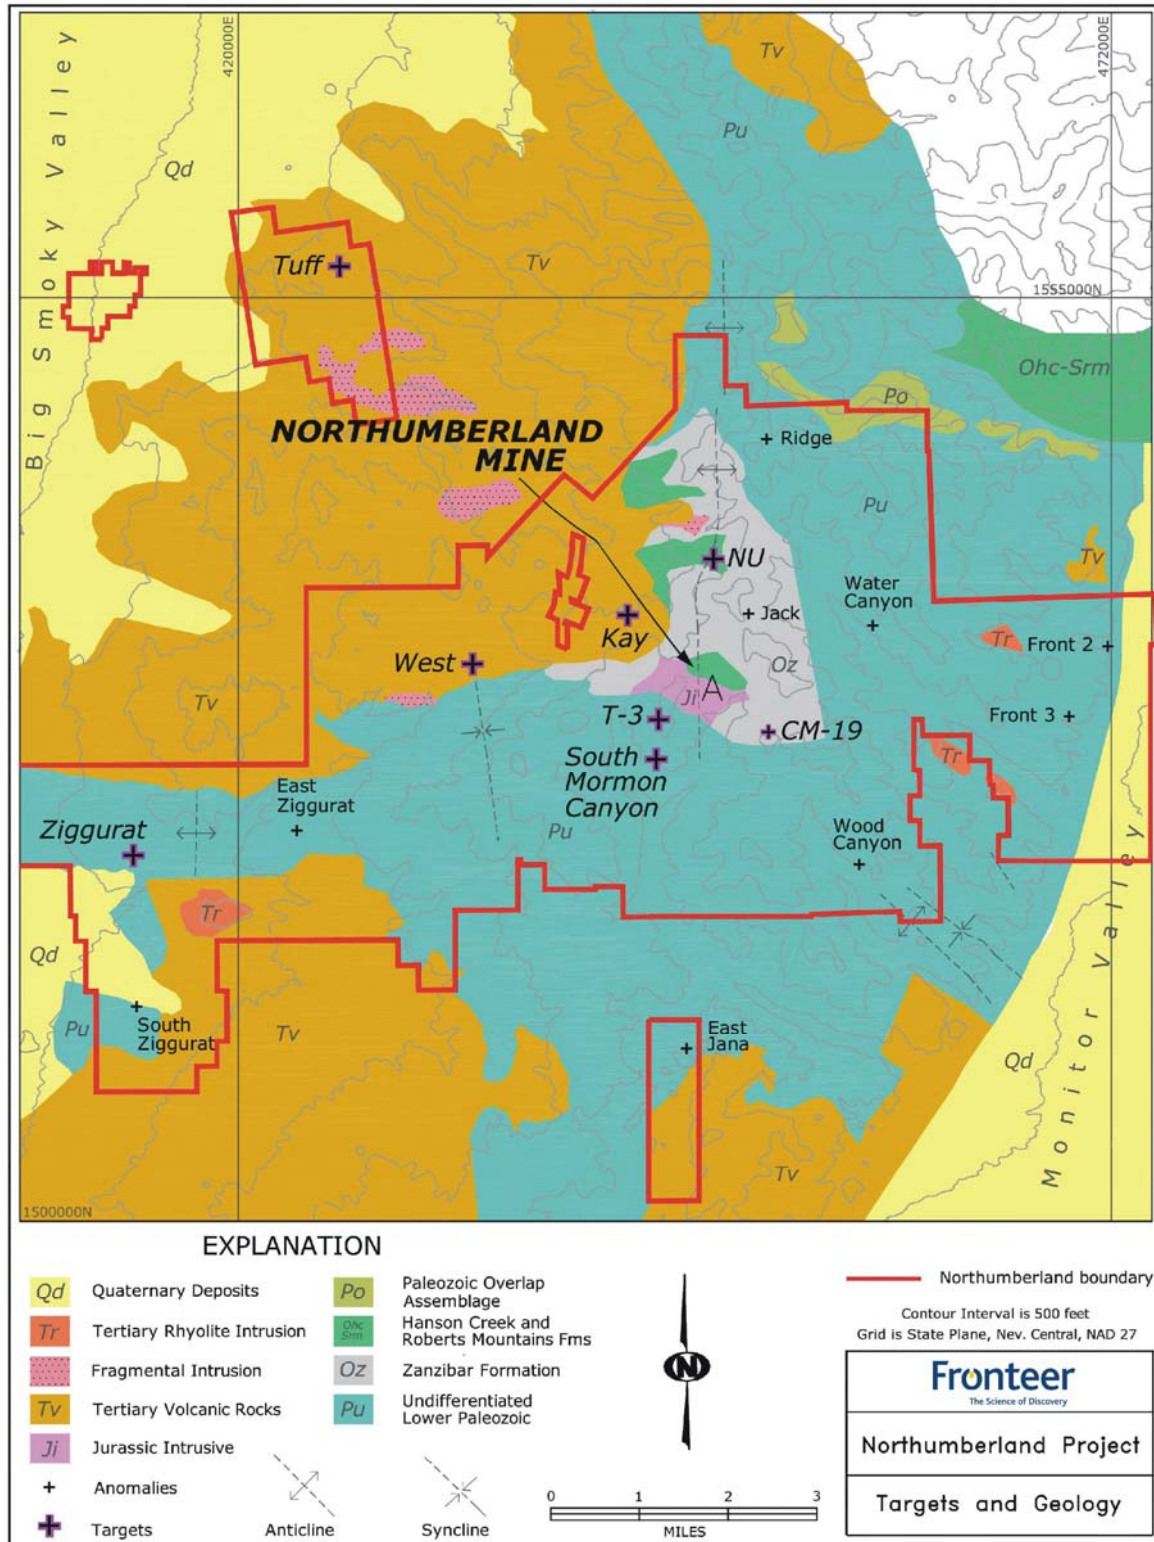 Big Smoky Valley
420000E
472000E
Tv
Pu
Qd
Tuff
Tv
1555000N
Ohc-Srm
Po
NORTHUMBERLAND
MINE
Ridge
Pu
Tv
NU
Water
Canyon
Jack
Kay
Tr
Front 2
West
Oz
A
Ji
Tv
T-3
CM-19
Front 3
South
Mormon
Canyon
Tr
East
Ziggurat
Ziggurat
Pu
Wood
Canyon
Tr
Qd
Monitor Valley
South
Ziggurat
Pu
Tv
East
Jana
Qd
Tv
1500000N
EXPLANATION
Qd Quaternary Deposits
Tr Tertiary Rhyolite Intrusion
Fragmental Intrusion
Tv Tertiary Volcanic Rocks
Ji Jurassic Intrusive
Anomalies
Targets
Po Paleozoic Overlap
Assemblage
Ohc
Srm
Hanson Creek and
Roberts Mountains Fms
Oz Zanzibar Formation
Pu Undifferentiated
Lower Paleozoic
Anticline
Syncline
N
0 1 2 3
MILES
Northumberland boundary
Contour Interval is 500 feet
Grid is State Plane, Nev. Central, NAD 27
Fronteer
The Science of Discovery
Northumberland Project
Targets and Geology